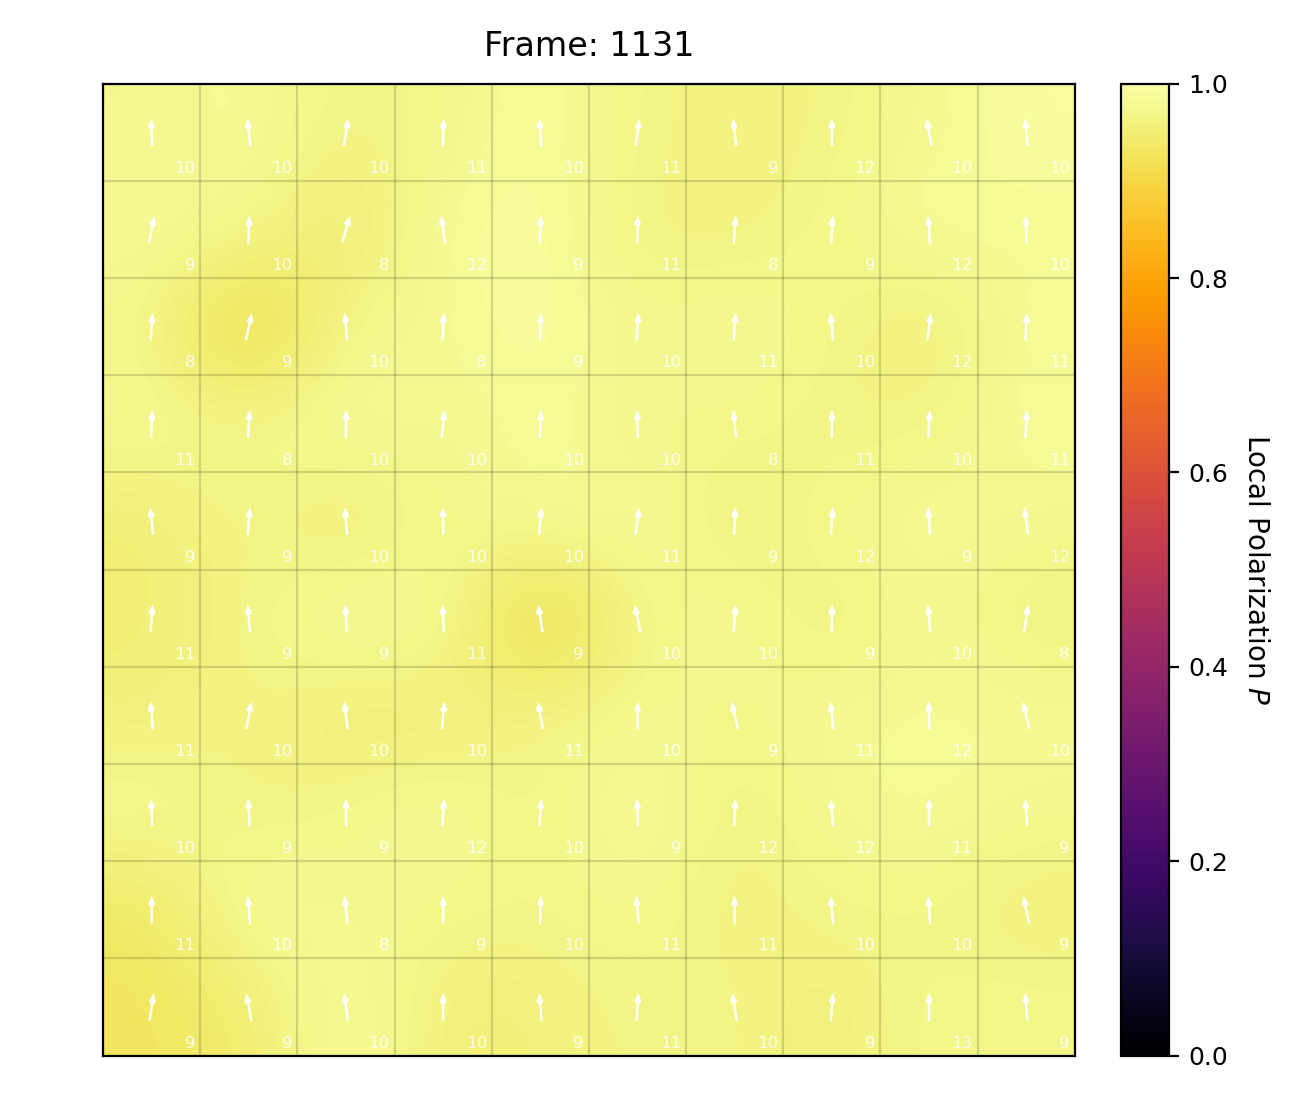 Frame: 1131
10 10 10 11 10 11 9 12 10 10
9 10 8 12 9 11 8 9 12 10
8 9 10 8 9 10 11 10 12 11
11 8 10 10 10 10 8 11 10 11
9 9 10 10 10 11 9 12 9 12
11 9 9 11 9 10 10 9 10 8
11 10 10 10 11 10 9 11 12 10
10 9 9 12 10 9 12 12 11 9
11 10 8 9 10 11 11 10 10 9
9 9 10 10 9 11 10 9 13 9
1.0
0.8
0.6
0.4
0.2
0.0
Local Polarization P